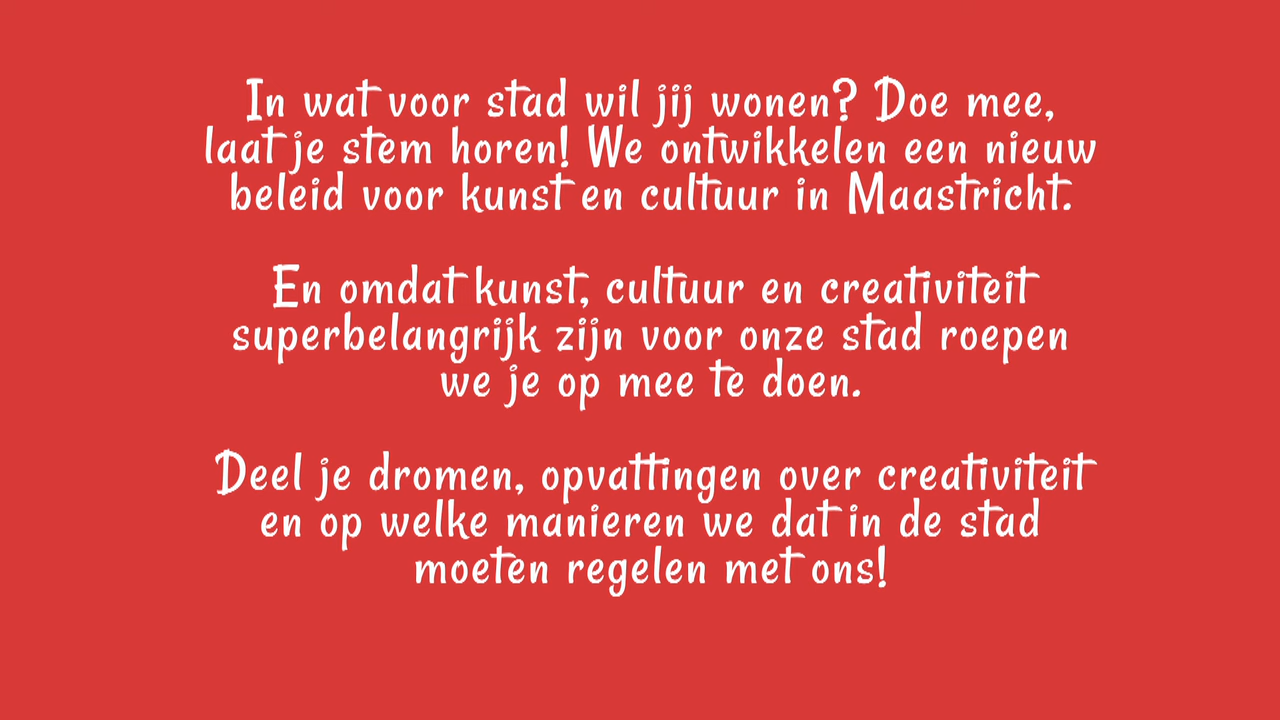 In wat voor stad wil jij wonen? Doe mee,
laat je stem horen! We ontwikkelen een nieuw
beleid voor kunst en cultuur in Maastricht.
En omdat kunst, cultuur en creativiteit
superbelangrijk zijn voor onze stad roepen
we je op mee te doen.
Deel je dromen, opvattingen over creativiteit
en op welke manieren we dat in de stad
moeten regelen met ons!